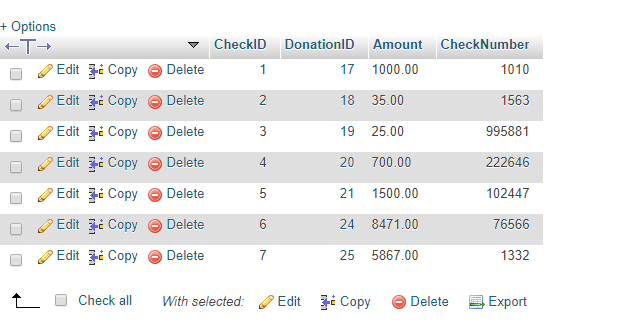 + Options
CheckID DonationID Amount CheckNumber
Edit Copy Delete 1 17 1000.00 1010
Edit Copy Delete 2 18 35.00 1563
Edit Copy Delete 3 19 25.00 995881
Edit Copy Delete 4 20 700.00 222646
Edit Copy Delete 5 21 1500.00 102447
Edit Copy Delete 6 24 8471.00 76566
Edit Copy Delete 7 25 5867.00 1332
Check all With selected: Edit Copy Delete Export